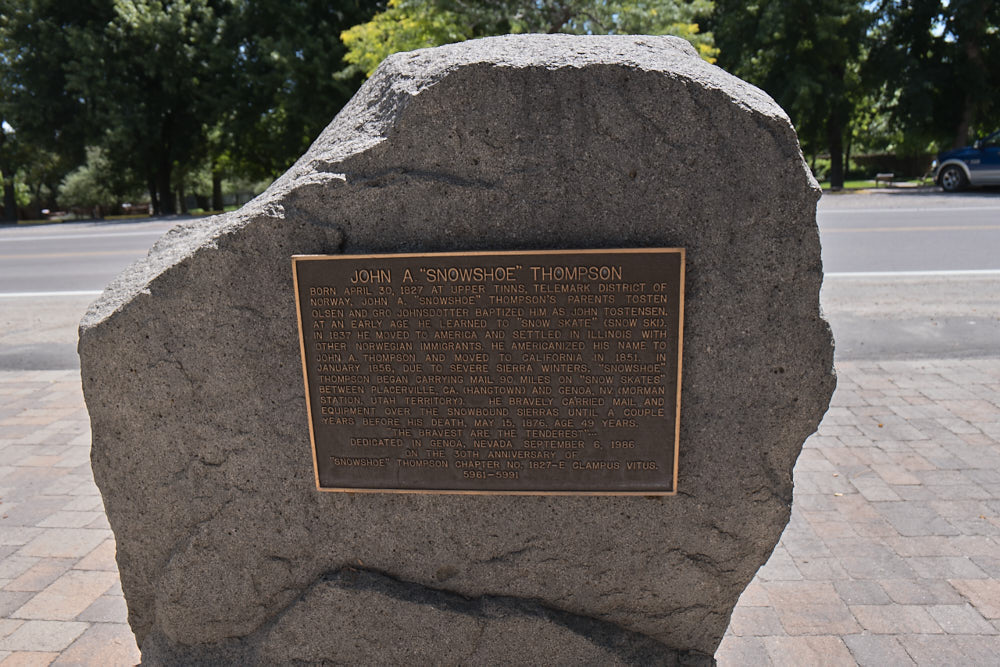 JOHN A. "SNOWSHOE" THOMPSON
BORN APRIL 30, 1827 AT UPPER TINNS, TELEMARK DISTRICT OF
NORWAY, JOHN A. "SNOWSHOE" THOMPSON'S PARENTS TOSTEN
OLSEN AND GRO JOHNSDOTTER BAPTIZED HIM AS JOHN TOSTENSEN.
AT AN EARLY AGE HE LEARNED TO "SNOW SKATE" (SNOW SKI).
IN 1837 HE MOVED TO AMERICA AND SETTLED IN ILLINOIS WITH
OTHER NORWEGIAN IMMIGRANTS. HE AMERICANIZED HIS NAME TO
JOHN A. THOMPSON AND MOVED TO CALIFORNIA IN 1851. IN
JANUARY 1856, DUE TO SEVERE SIERRA WINTERS, "SNOWSHOE"
THOMPSON BEGAN CARRYING MAIL 90 MILES ON "SNOW SKATES"
BETWEEN PLACERVILLE, CA. (HANGTOWN) AND GENOA, NV. (MORMAN
STATION, UTAH TERRITORY). HE BRAVELY CARRIED MAIL AND
EQUIPMENT OVER THE SNOWBOUND SIERRAS UNTIL A COUPLE
YEARS BEFORE HIS DEATH, MAY 15, 1876, AGE 49 YEARS.
"THE BRAVEST ARE THE TENDEREST"---
DEDICATED IN GENOA, NEVADA SEPTEMBER 6, 1986
ON THE 30TH ANNIVERSARY OF
"SNOWSHOE" THOMPSON CHAPTER NO. 1827-E CLAMPUS VITUS.
5961-5991